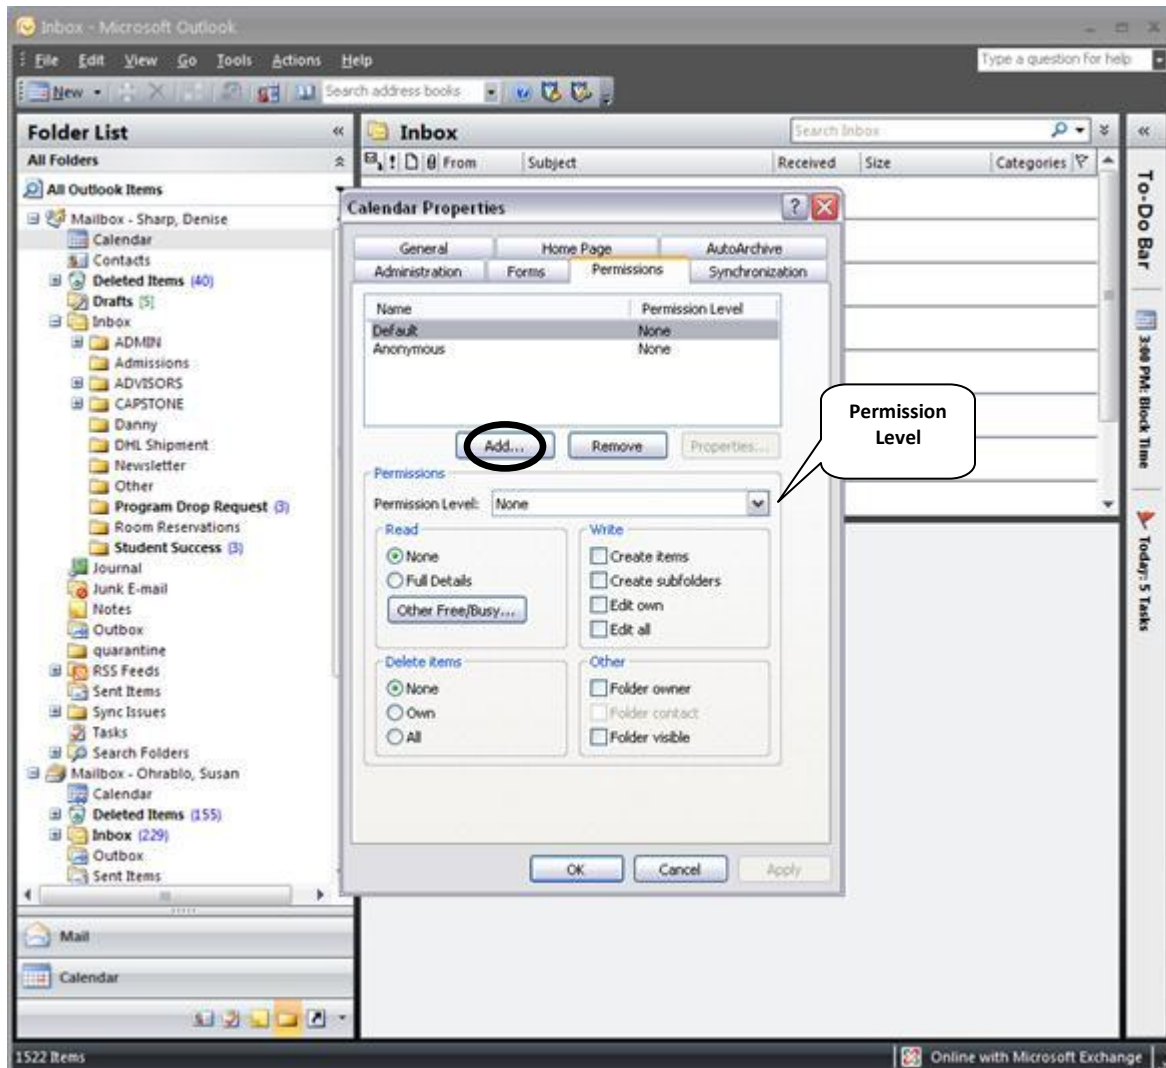 Inbox - Microsoft Outlook
File Edit View Go Tools Actions Help
Type a question for help
New
Search address books
Folder List «
Inbox
Search Inbox
All Folders
From Subject Received Size Categories
All Outlook Items
Mailbox - Sharp, Denise
Calendar
Contacts
Deleted Items (40)
Drafts [5]
Inbox
ADMIN
Admissions
ADVISORS
CAPSTONE
Danny
DHL Shipment
Newsletter
Other
Program Drop Request (3)
Room Reservations
Student Success (3)
Journal
Junk E-mail
Notes
Outbox
quarantine
RSS Feeds
Sent Items
Sync Issues
Tasks
Search Folders
Mailbox - Ohrablo, Susan
Calendar
Deleted Items (155)
Inbox (229)
Outbox
Sent Items
Mail
Calendar
Calendar Properties
General Home Page AutoArchive
Administration Forms Permissions Synchronization
Name Permission Level
Default None
Anonymous None
Add... Remove Properties...
Permissions
Permission Level: None
Read
None
Full Details
Other Free/Busy...
Write
Create items
Create subfolders
Edit own
Edit all
Delete items
None
Own
All
Other
Folder owner
Folder contact
Folder visible
OK Cancel Apply
Permission
Level
«
To-Do Bar
3:00 PM: Block Time
Today: 5 Tasks
1522 Items
Online with Microsoft Exchange